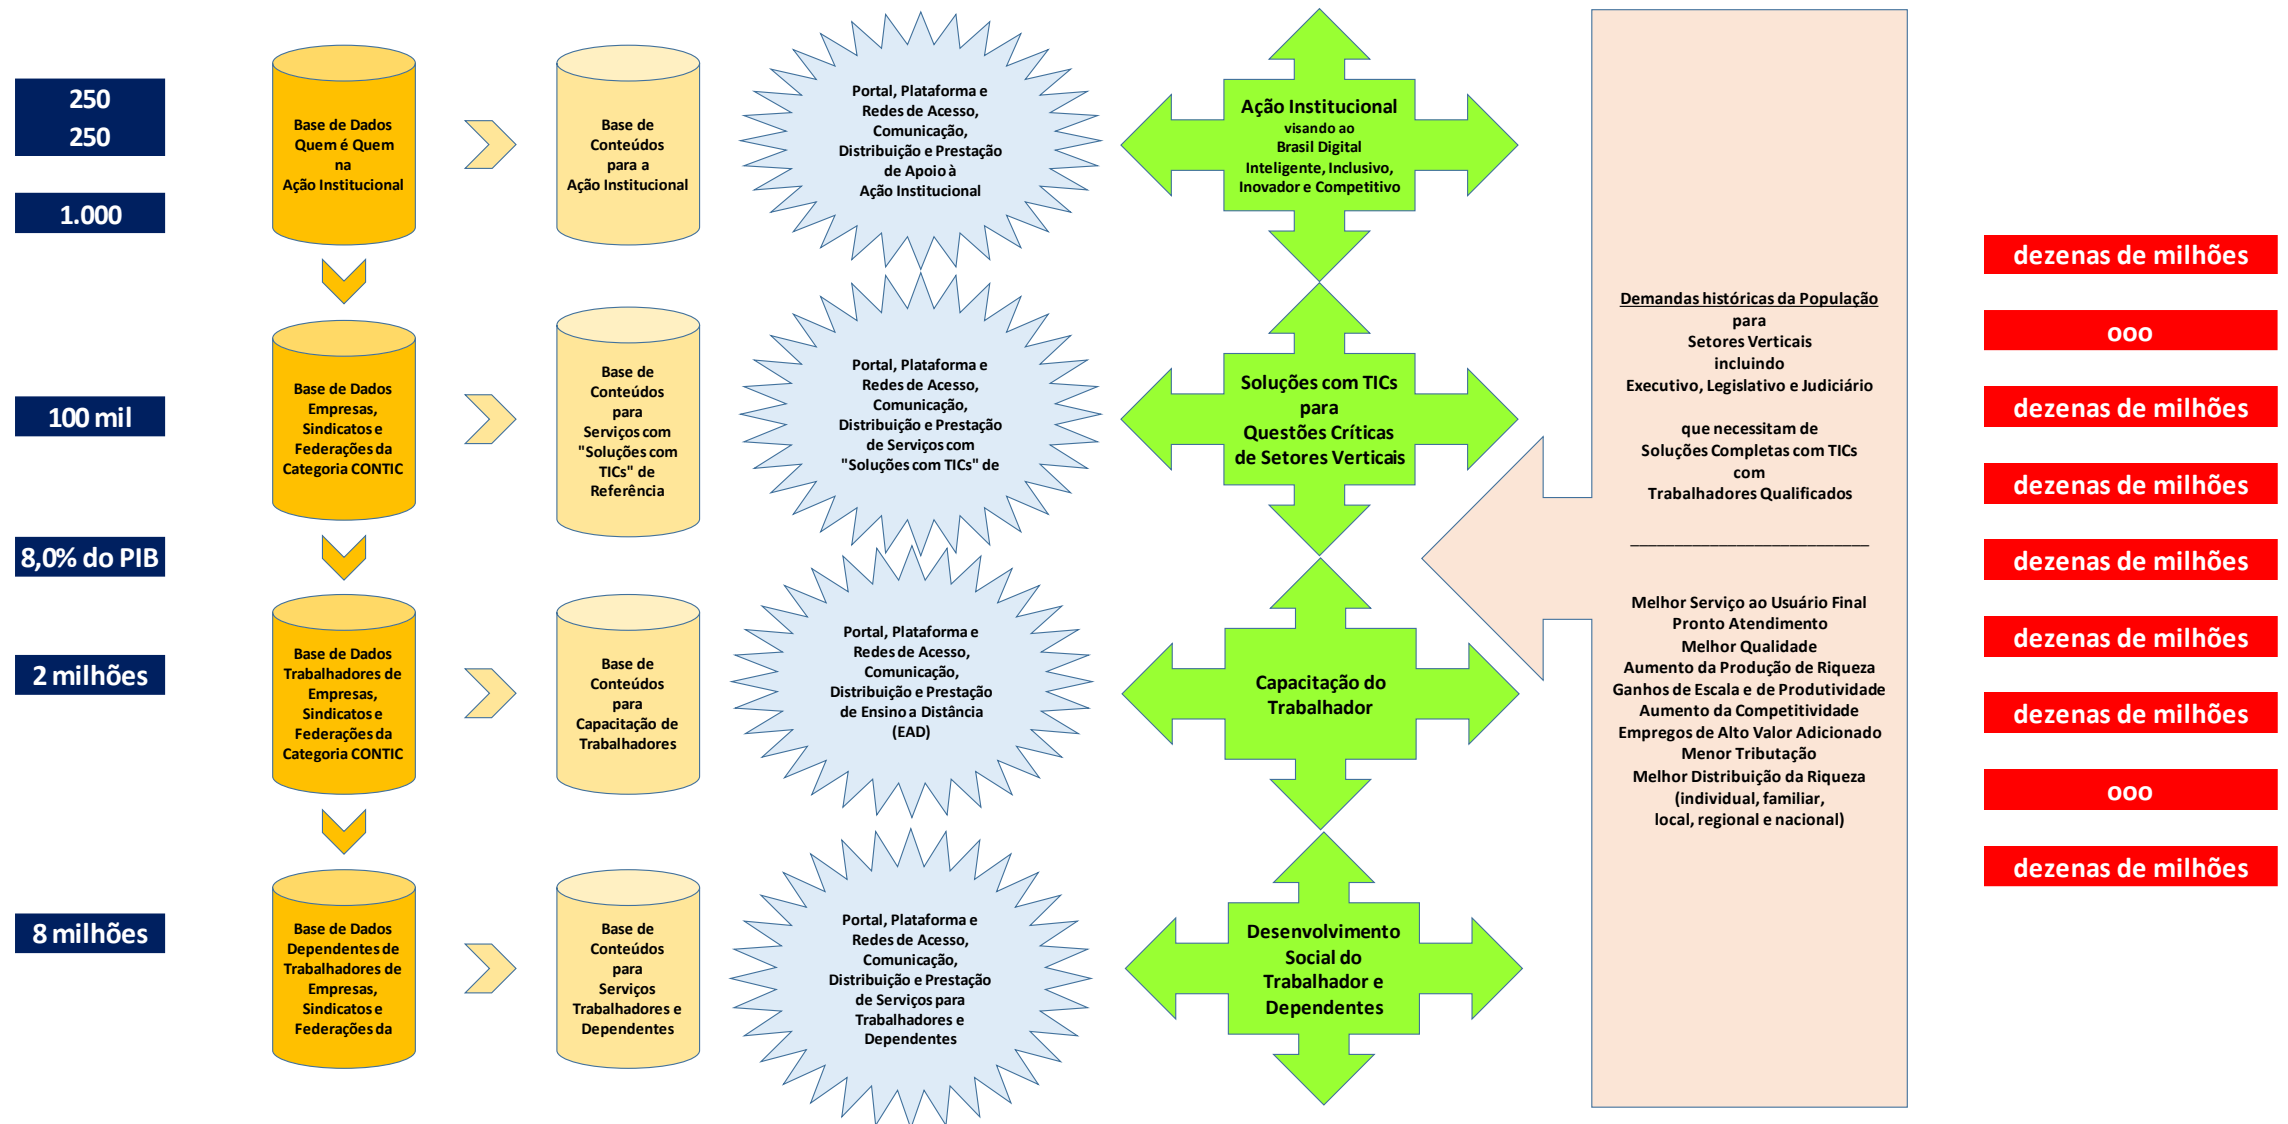 250
250
1.000
100 mil
8,0% do PIB
2 milhões
8 milhões
Base de Dados
Quem é Quem
na
Ação Institucional
Base de
Conteúdos
para a
Ação Institucional
Portal, Plataforma e
Redes de Acesso,
Comunicação,
Distribuição e Prestação
de Apoio à
Ação Institucional
Ação Institucional
visando ao
Brasil Digital
Inteligente, Inclusivo,
Inovador e Competitivo
Base de Dados
Empresas,
Sindicatos e
Federações da
Categoria CONTIC
Base de
Conteúdos
para
Serviços com
"Soluções com
TICs" de
Referência
Portal, Plataforma e
Redes de Acesso,
Comunicação,
Distribuição e Prestação
de Serviços com
"Soluções com TICs" de
Soluções com TICs
para
Questões Críticas
de Setores Verticais
Base de Dados
Trabalhadores de
Empresas,
Sindicatos e
Federações da
Categoria CONTIC
Base de
Conteúdos
para
Capacitação de
Trabalhadores
Portal, Plataforma e
Redes de Acesso,
Comunicação,
Distribuição e Prestação
de Ensino a Distância
(EAD)
Capacitação do
Trabalhador
Base de Dados
Dependentes de
Trabalhadores de
Empresas,
Sindicatos e
Federações da
Base de
Conteúdos
para
Serviços
Trabalhadores e
Dependentes
Portal, Plataforma e
Redes de Acesso,
Comunicação,
Distribuição e Prestação
de Serviços para
Trabalhadores e
Dependentes
Desenvolvimento
Social do
Trabalhador e
Dependentes
Demandas históricas da População
para
Setores Verticais
incluindo
Executivo, Legislativo e Judiciário
que necessitam de
Soluções Completas com TICs
com
Trabalhadores Qualificados
____________________________
Melhor Serviço ao Usuário Final
Pronto Atendimento
Melhor Qualidade
Aumento da Produção de Riqueza
Ganhos de Escala e de Produtividade
Aumento da Competitividade
Empregos de Alto Valor Adicionado
Menor Tributação
Melhor Distribuição da Riqueza
(individual, familiar,
local, regional e nacional)
dezenas de milhões
ooo
dezenas de milhões
dezenas de milhões
dezenas de milhões
dezenas de milhões
dezenas de milhões
ooo
dezenas de milhões